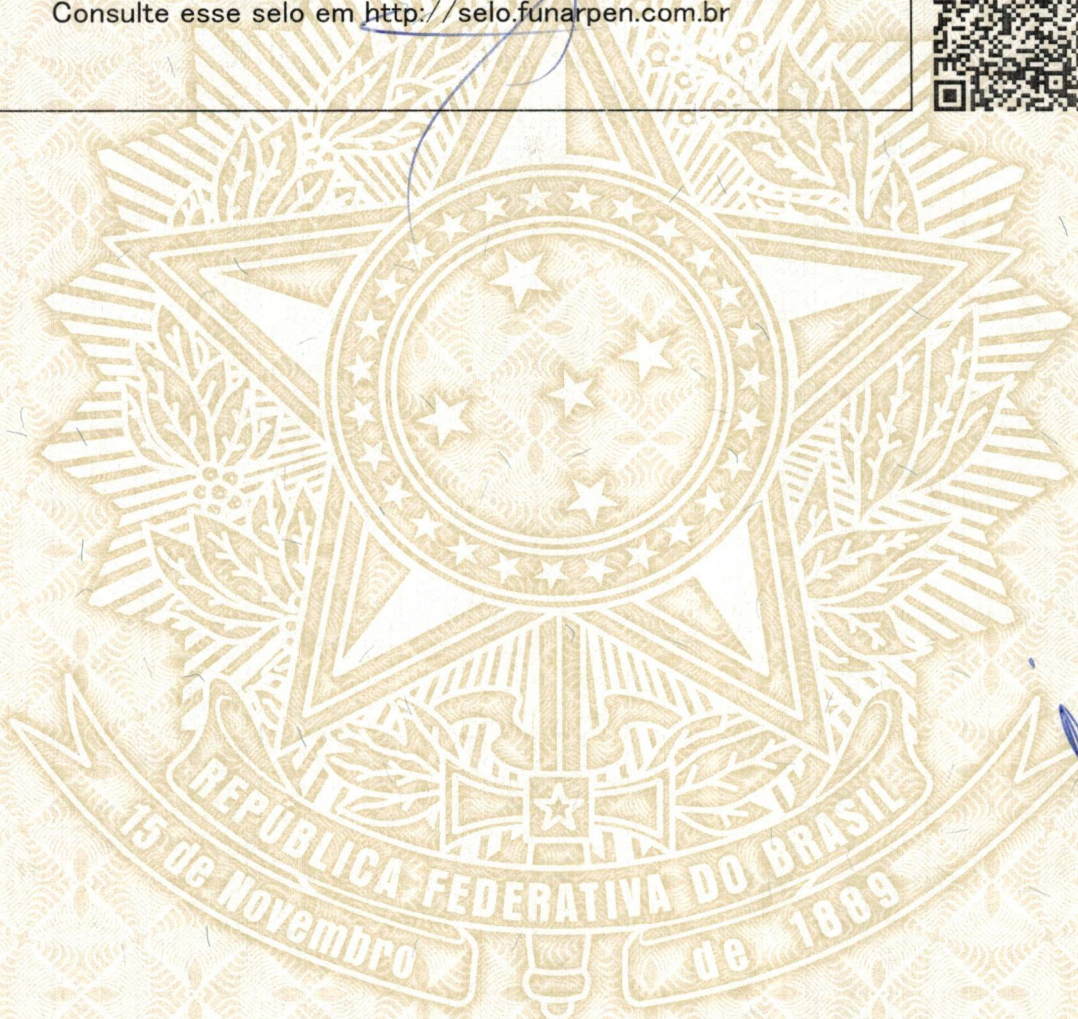 Consulte esse selo em http://selo.funarpen.com.br
REPÚBLICA FEDERATIVA DO BRASIL
15 de Novembro de 1889